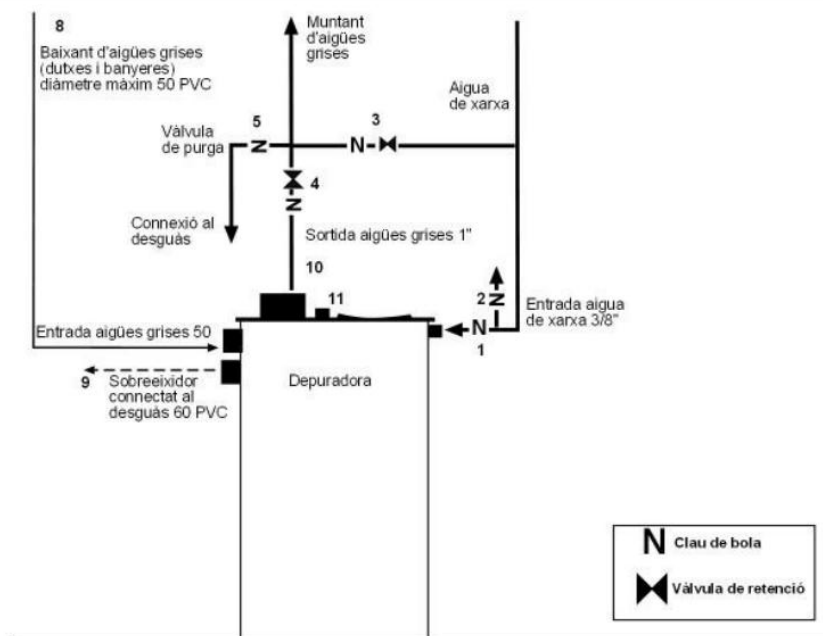 8
Baixant d'aigües grises
(dutxes i banyeres)
diàmetre màxim 50 PVC
Muntant
d'aigües
grises
Aigua
de xarxa
5
3
Vàlvula
de purga
N
N
4
N
Connexió al
desguàs
Sortida aigües grises 1"
10
11
2
N
Entrada aigua
de xarxa 3/8"
N
1
Entrada aigües grises 50
9
Sobreeixidor
connectat al
desguàs 60 PVC
Depuradora
N Clau de bola
Vàlvula de retenció